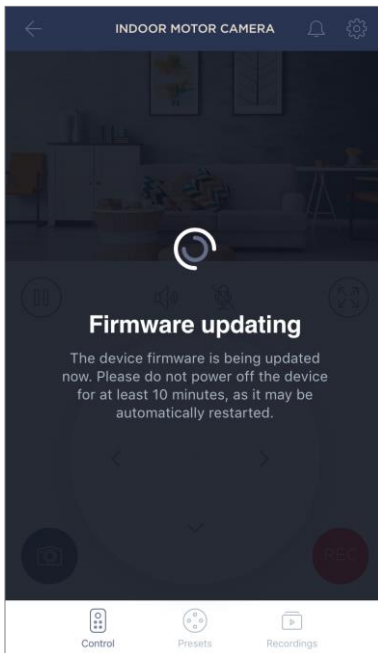 INDOOR MOTOR CAMERA
Firmware updating
The device firmware is being updated
now. Please do not power off the device
for at least 10 minutes, as it may be
automatically restarted.
REC
Control
Presets
Recordings